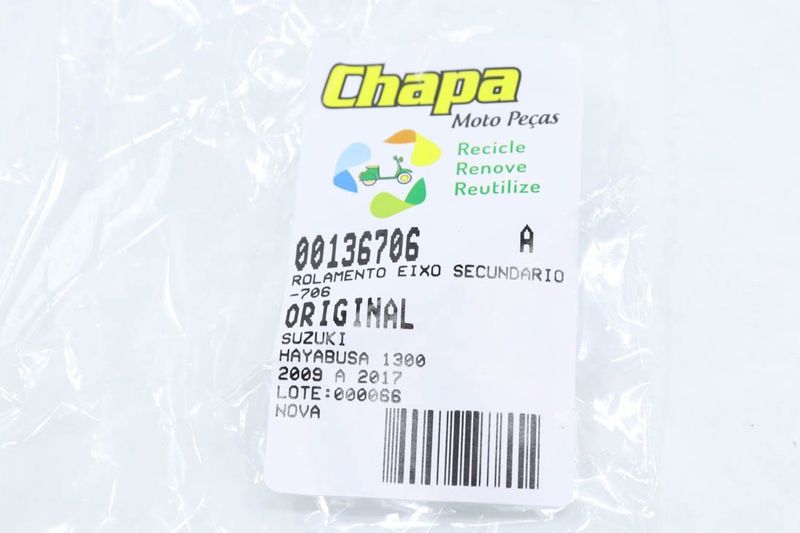 Chapa
Moto Peças
Recicle
Renove
Reutilize
00136706 A
ROLAMENTO EIXO SECUNDARIO
-706
ORIGINAL
SUZUKI
HAYABUSA 1300
2009 A 2017
LOTE:000066
NOVA